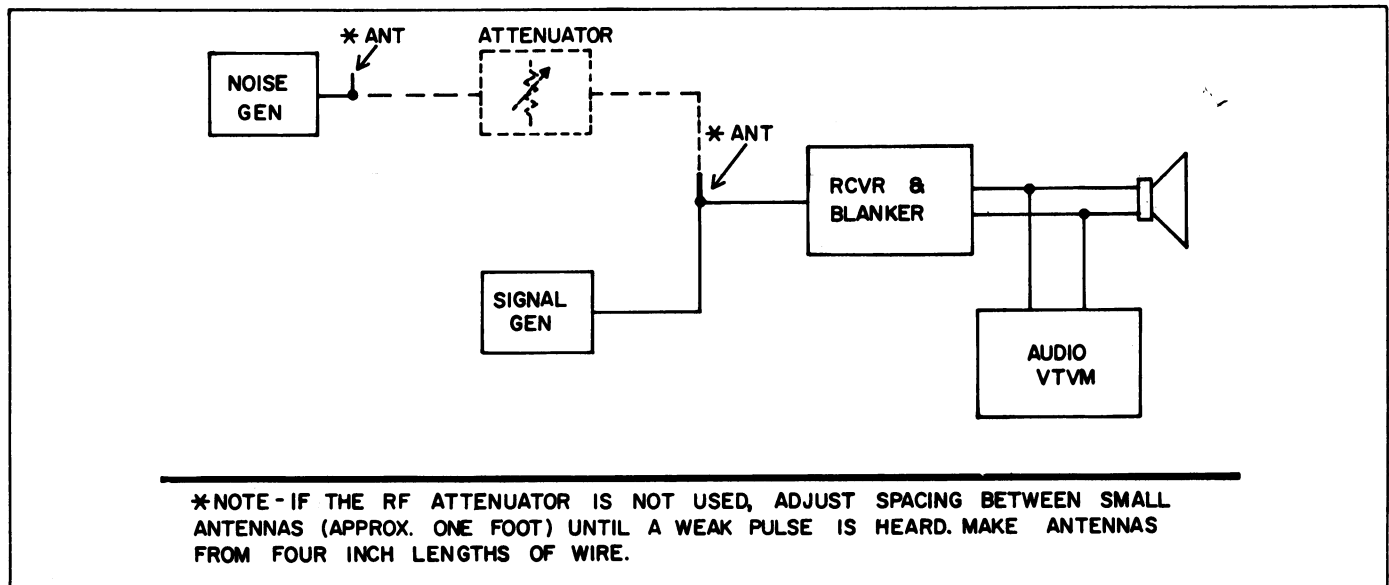 * ANT
ATTENUATOR
NOISE
GEN
* ANT
RCVR &
BLANKER
SIGNAL
GEN
AUDIO
VTVM
*NOTE - IF THE RF ATTENUATOR IS NOT USED, ADJUST SPACING BETWEEN SMALL
ANTENNAS (APPROX. ONE FOOT) UNTIL A WEAK PULSE IS HEARD. MAKE ANTENNAS
FROM FOUR INCH LENGTHS OF WIRE.